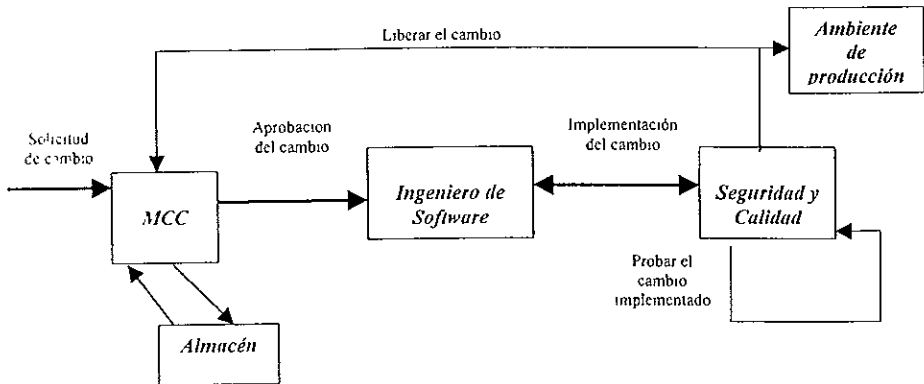 Liberar el cambio
Ambiente
de
producción
Solicitud
de cambio
Aprobacion
del cambio
Implementación
del cambio
MCC
Ingeniero de
Software
Seguridad y
Calidad
Probar el
cambio
implementado
Almacén